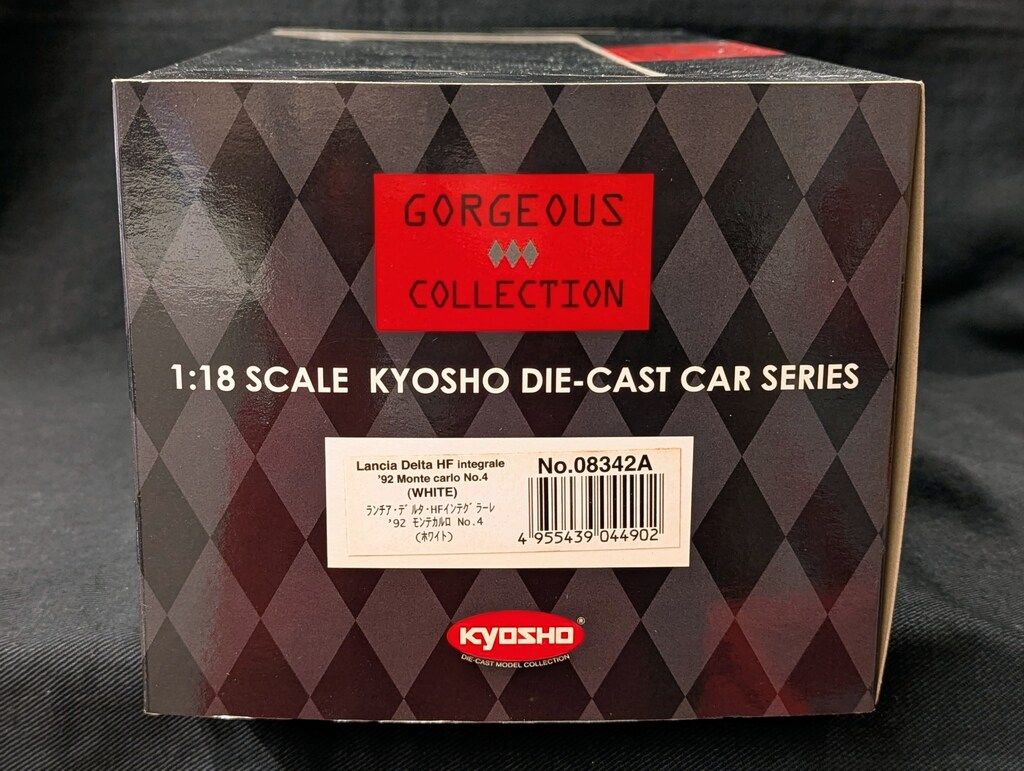 GORGEOUS
COLLECTION
1:18 SCALE KYOSHO DIE-CAST CAR SERIES
Lancia Delta HF integrale
'92 Monte carlo No.4
(WHITE)
ランチア・デルタ・HFインテグラーレ
'92 モンテカルロ No.4
(ホワイト)
No.08342A
4 955439 044902
KYOSHO®
DIE-CAST MODEL COLLECTION